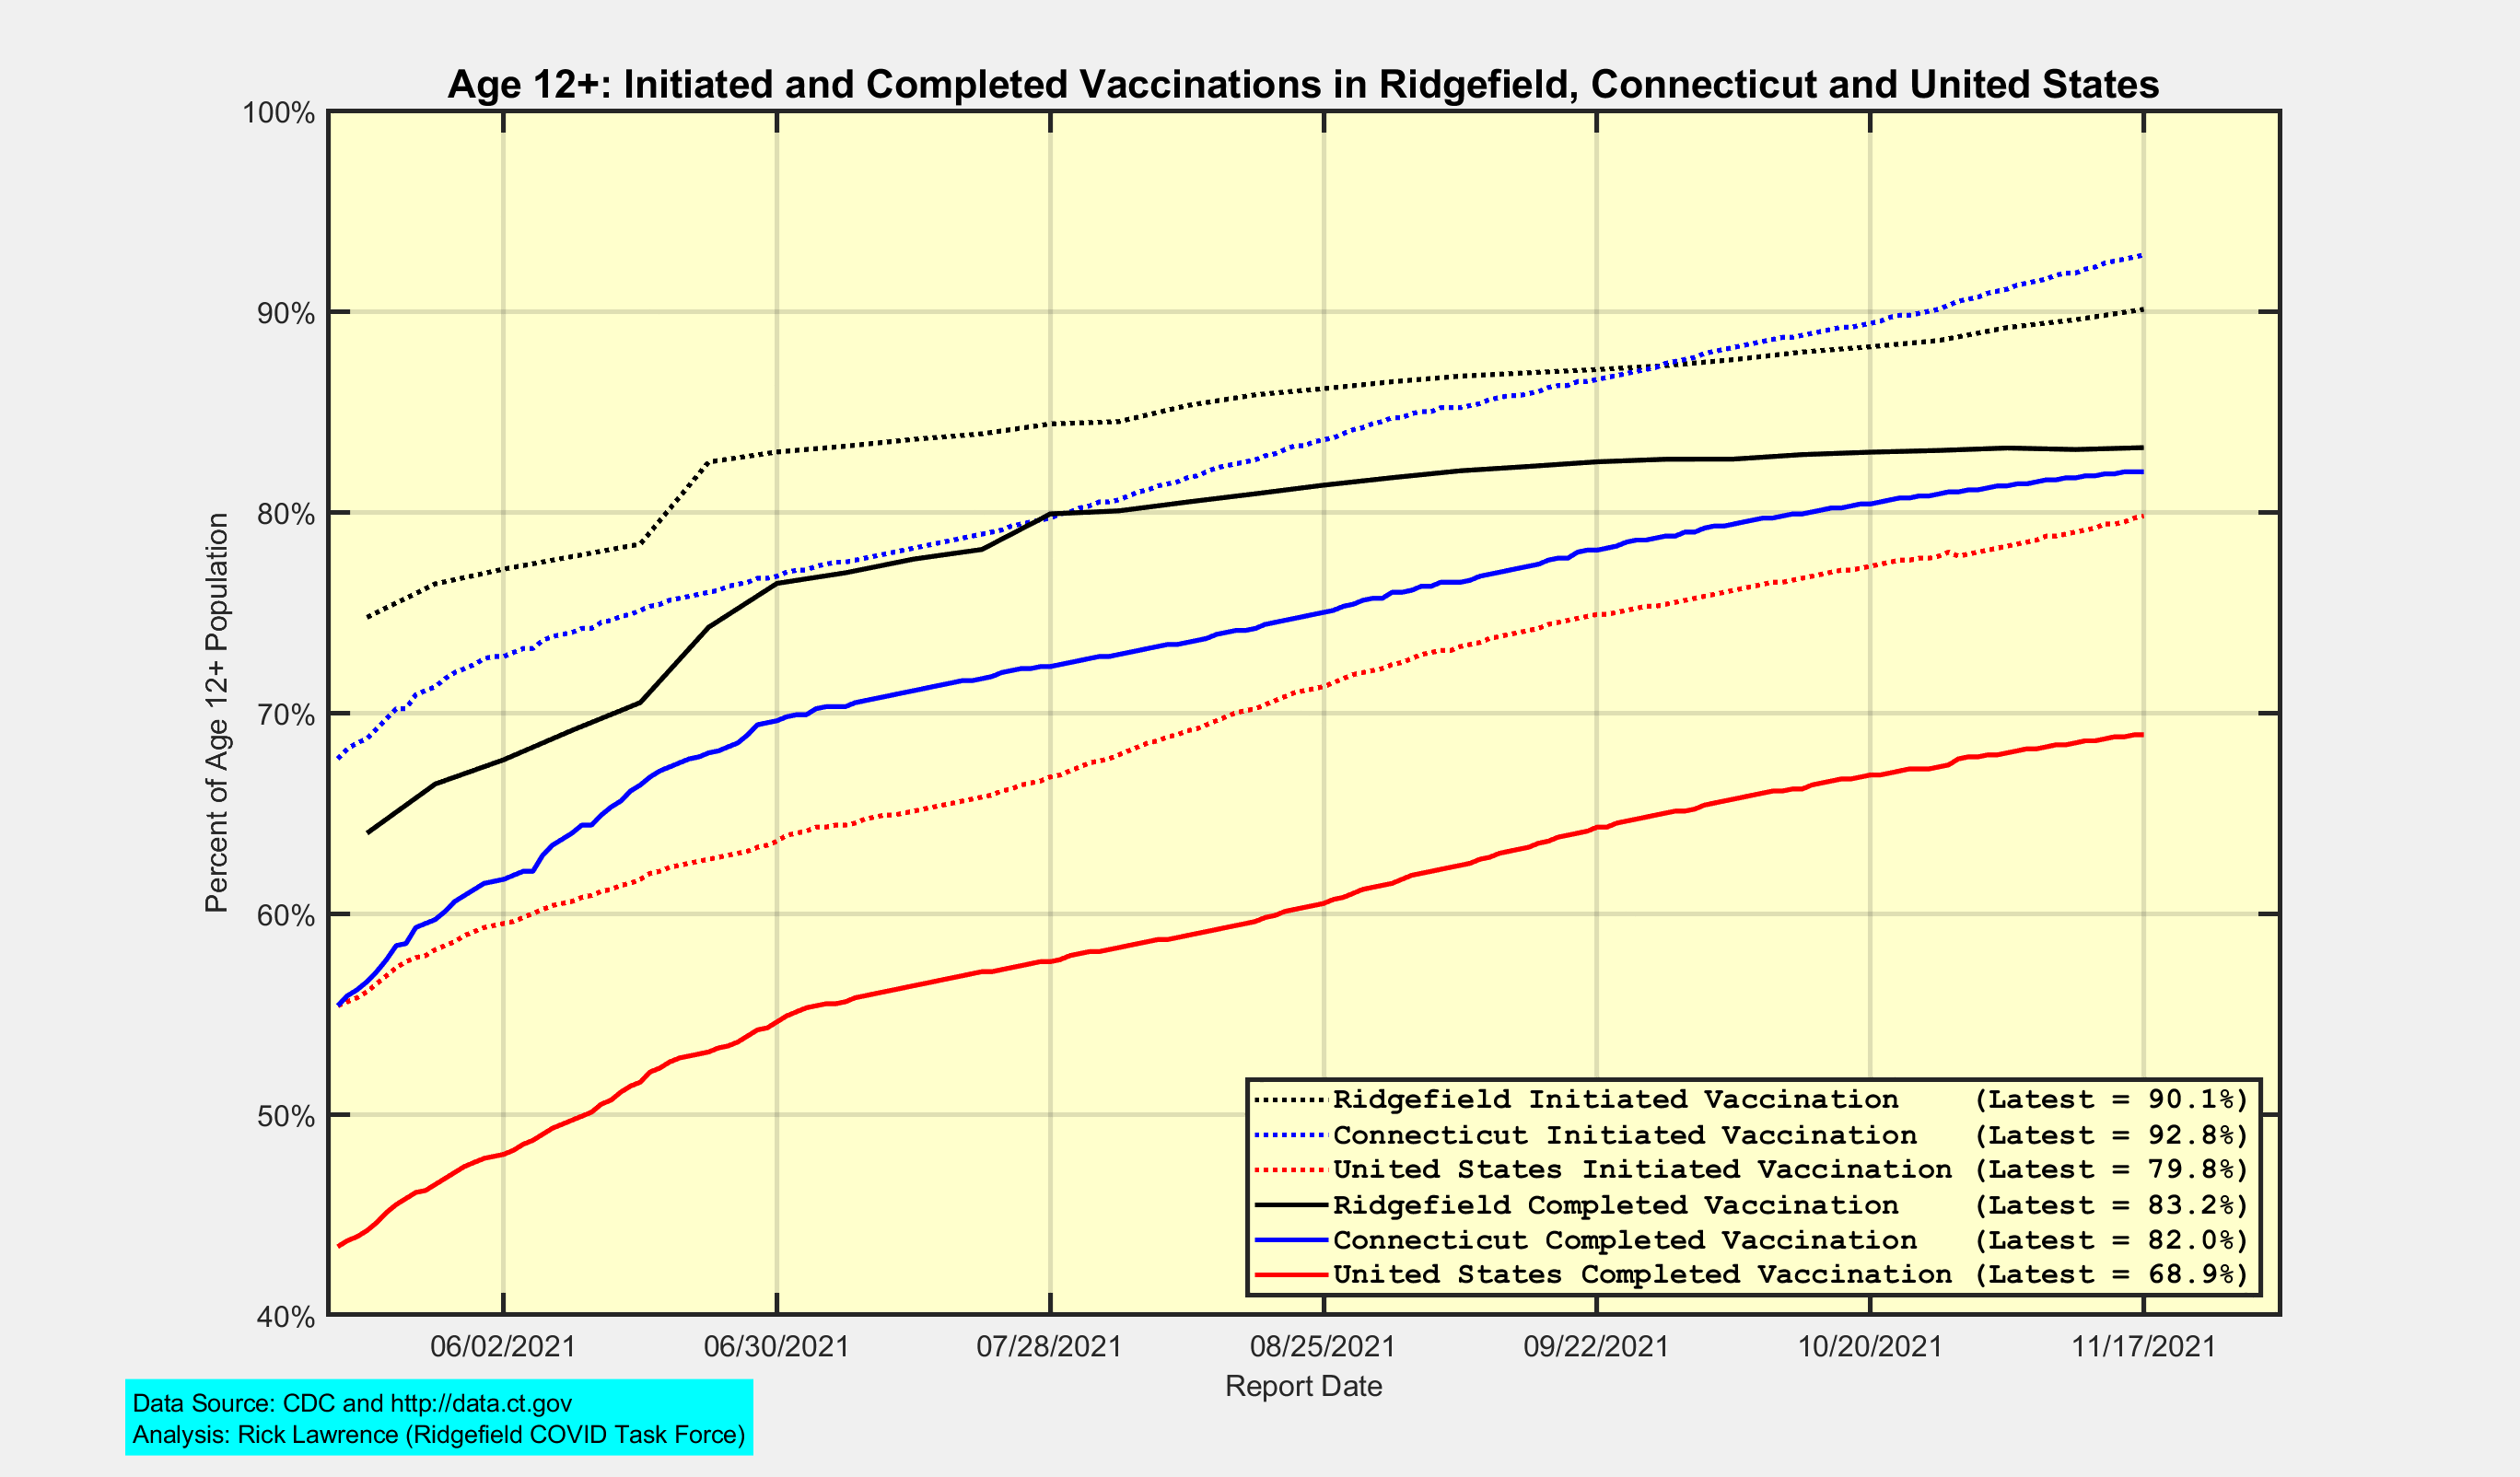 Age 12+: Initiated and Completed Vaccinations in Ridgefield, Connecticut and United States
100%
90%
80%
70%
60%
50%
40%
Percent of Age 12+ Population
Ridgefield Initiated Vaccination (Latest = 90.1%)
Connecticut Initiated Vaccination (Latest = 92.8%)
United States Initiated Vaccination (Latest = 79.8%)
Ridgefield Completed Vaccination (Latest = 83.2%)
Connecticut Completed Vaccination (Latest = 82.0%)
United States Completed Vaccination (Latest = 68.9%)
06/02/2021 06/30/2021 07/28/2021 08/25/2021 09/22/2021 10/20/2021 11/17/2021
Report Date
Data Source: CDC and http://data.ct.gov
Analysis: Rick Lawrence (Ridgefield COVID Task Force)